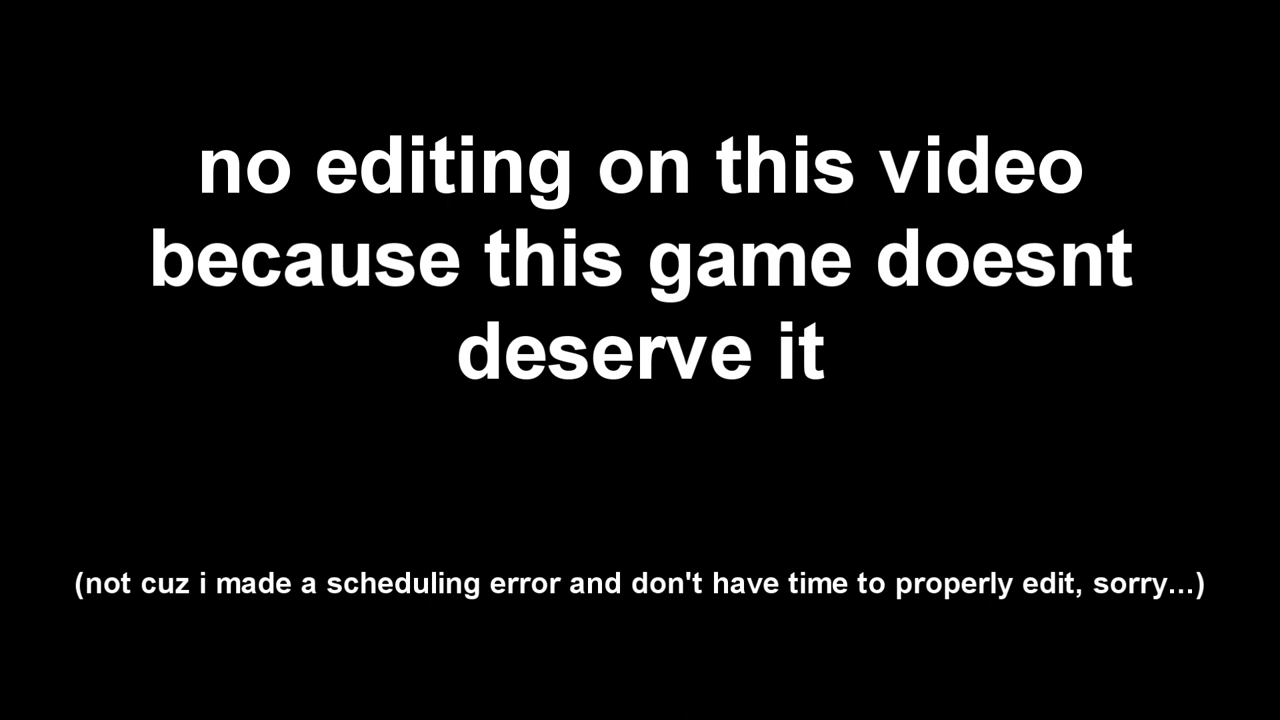 no editing on this video
because this game doesnt
deserve it
(not cuz i made a scheduling error and don't have time to properly edit, sorry...)